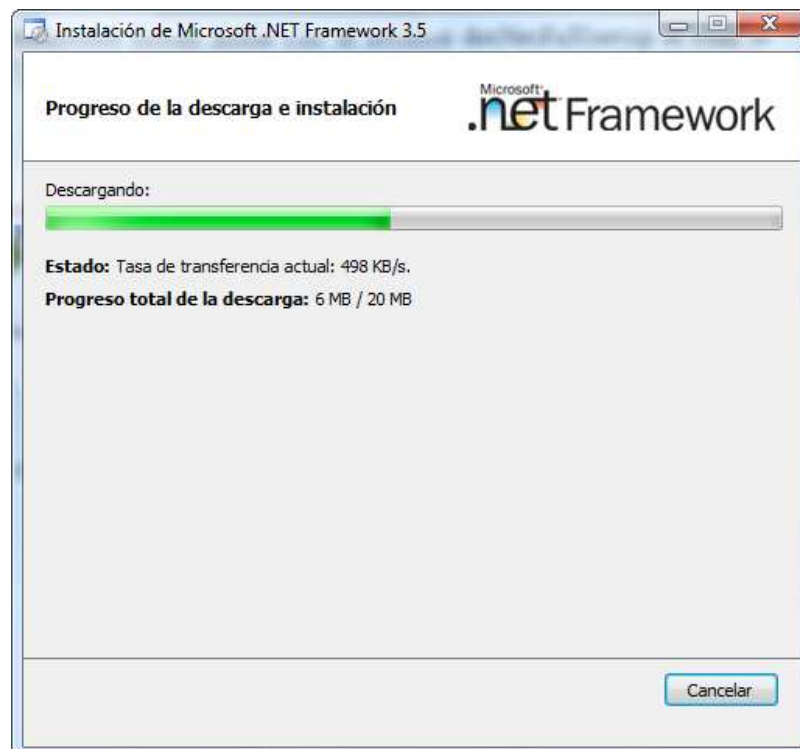 Instalación de Microsoft .NET Framework 3.5
Progreso de la descarga e instalación
Microsoft
.net Framework
Descargando:
Estado: Tasa de transferencia actual: 498 KB/s.
Progreso total de la descarga: 6 MB / 20 MB
Cancelar